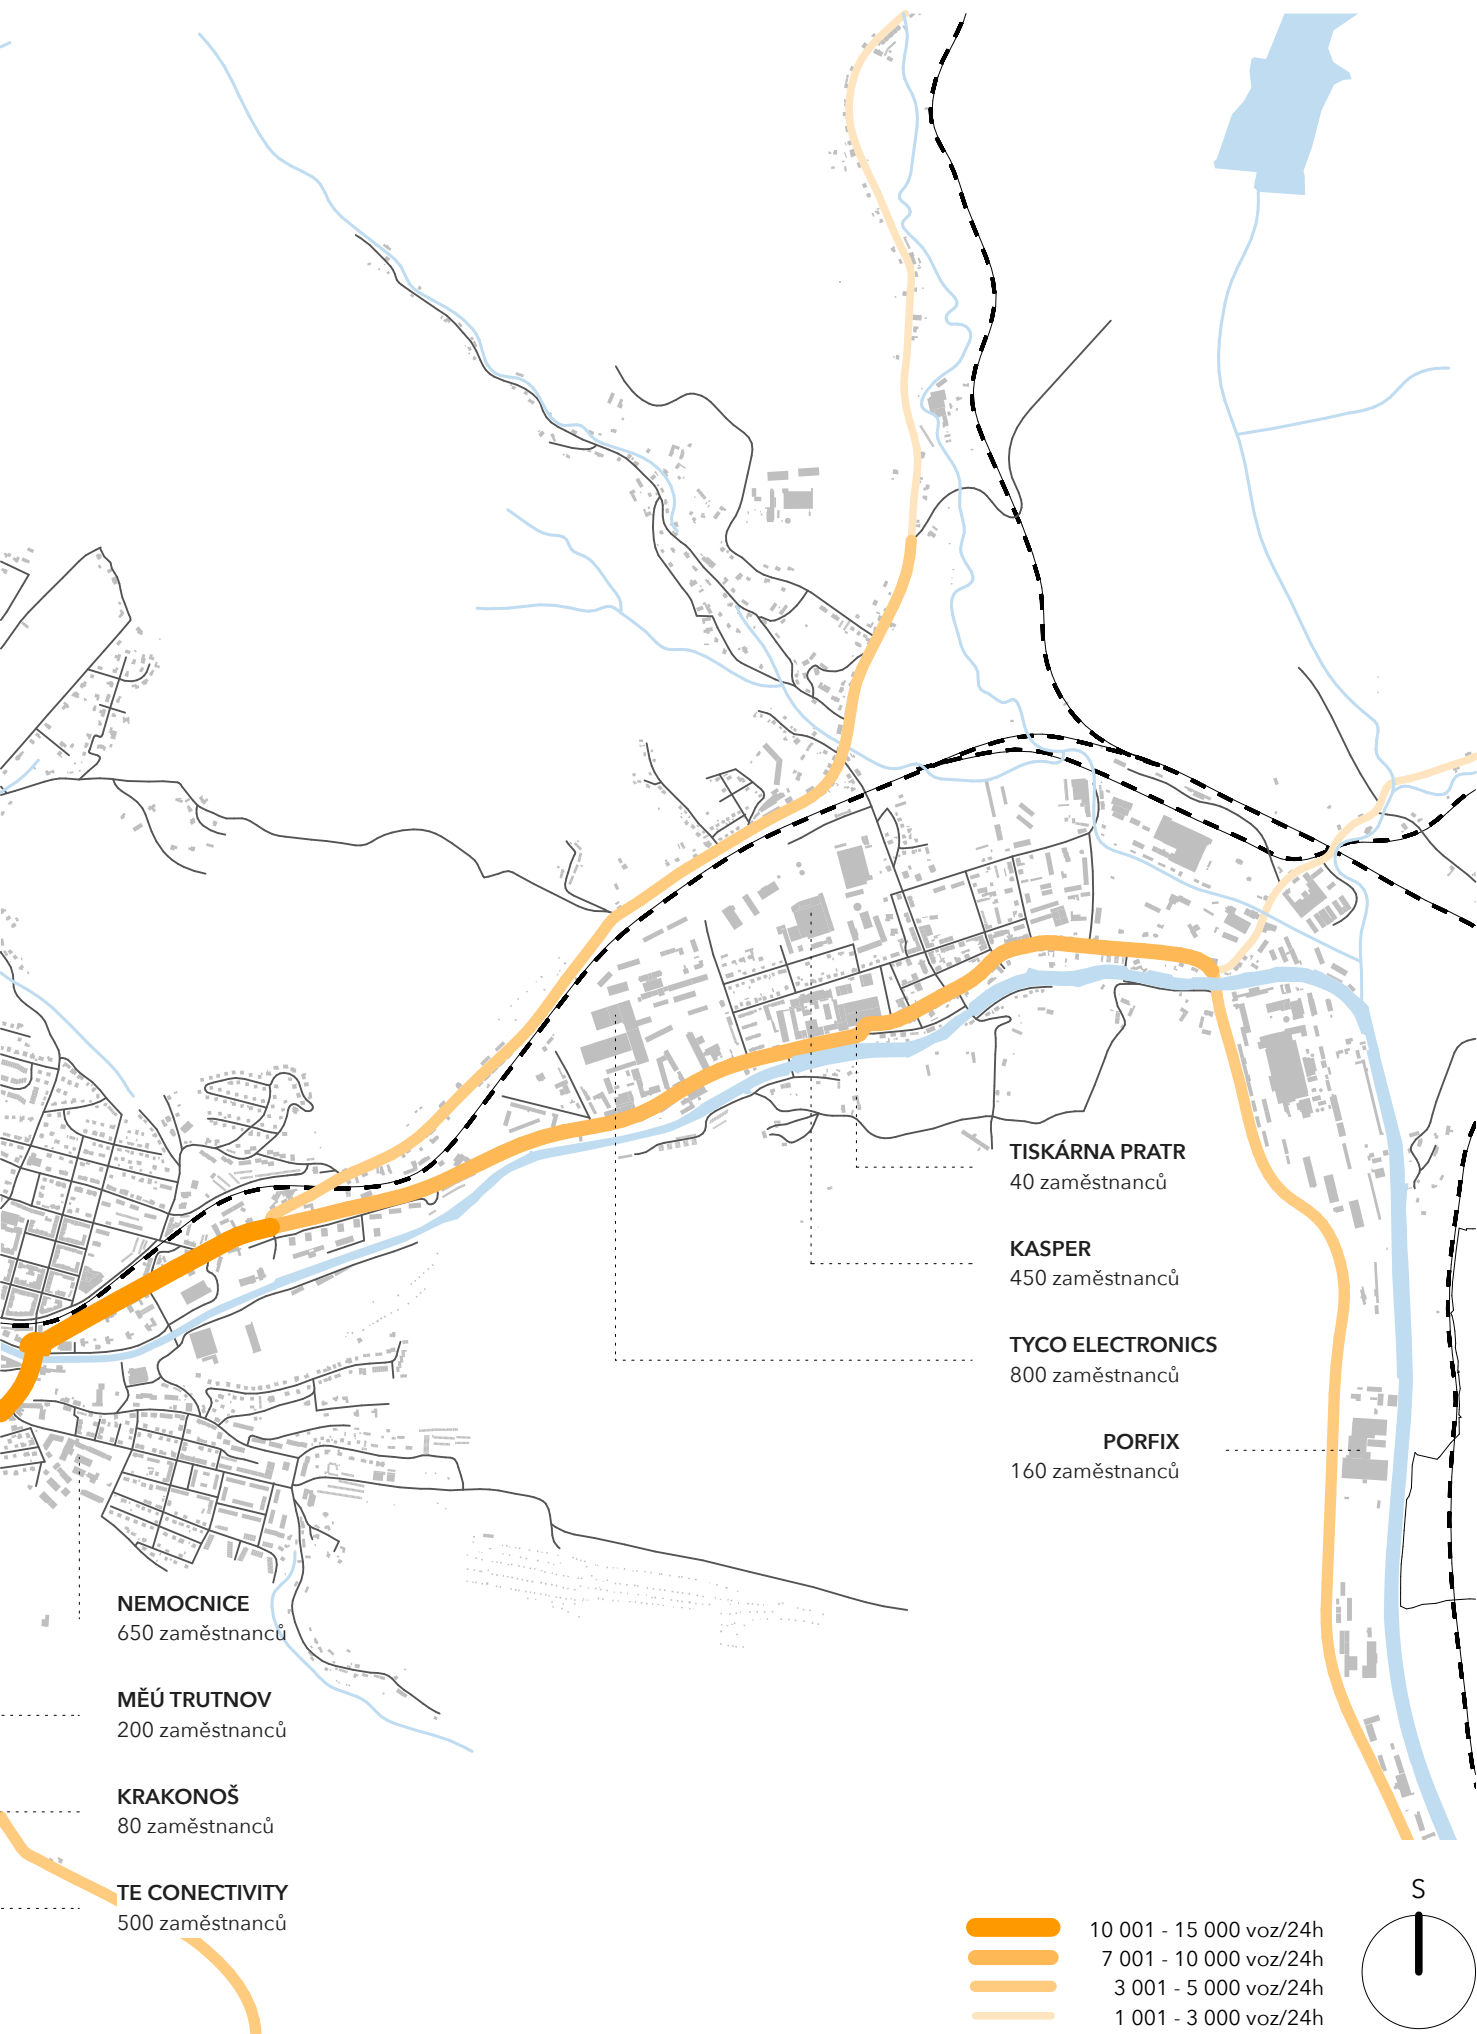 TISKÁRNA PRATR
40 zaměstnanců
KASPER
450 zaměstnanců
TYCO ELECTRONICS
800 zaměstnanců
PORFIX
160 zaměstnanců
NEMOCNICE
650 zaměstnanců
MĚÚ TRUTNOV
200 zaměstnanců
KRAKONOŠ
80 zaměstnanců
TE CONECTIVITY
500 zaměstnanců
S
10 001 - 15 000 voz/24h
7 001 - 10 000 voz/24h
3 001 - 5 000 voz/24h
1 001 - 3 000 voz/24h